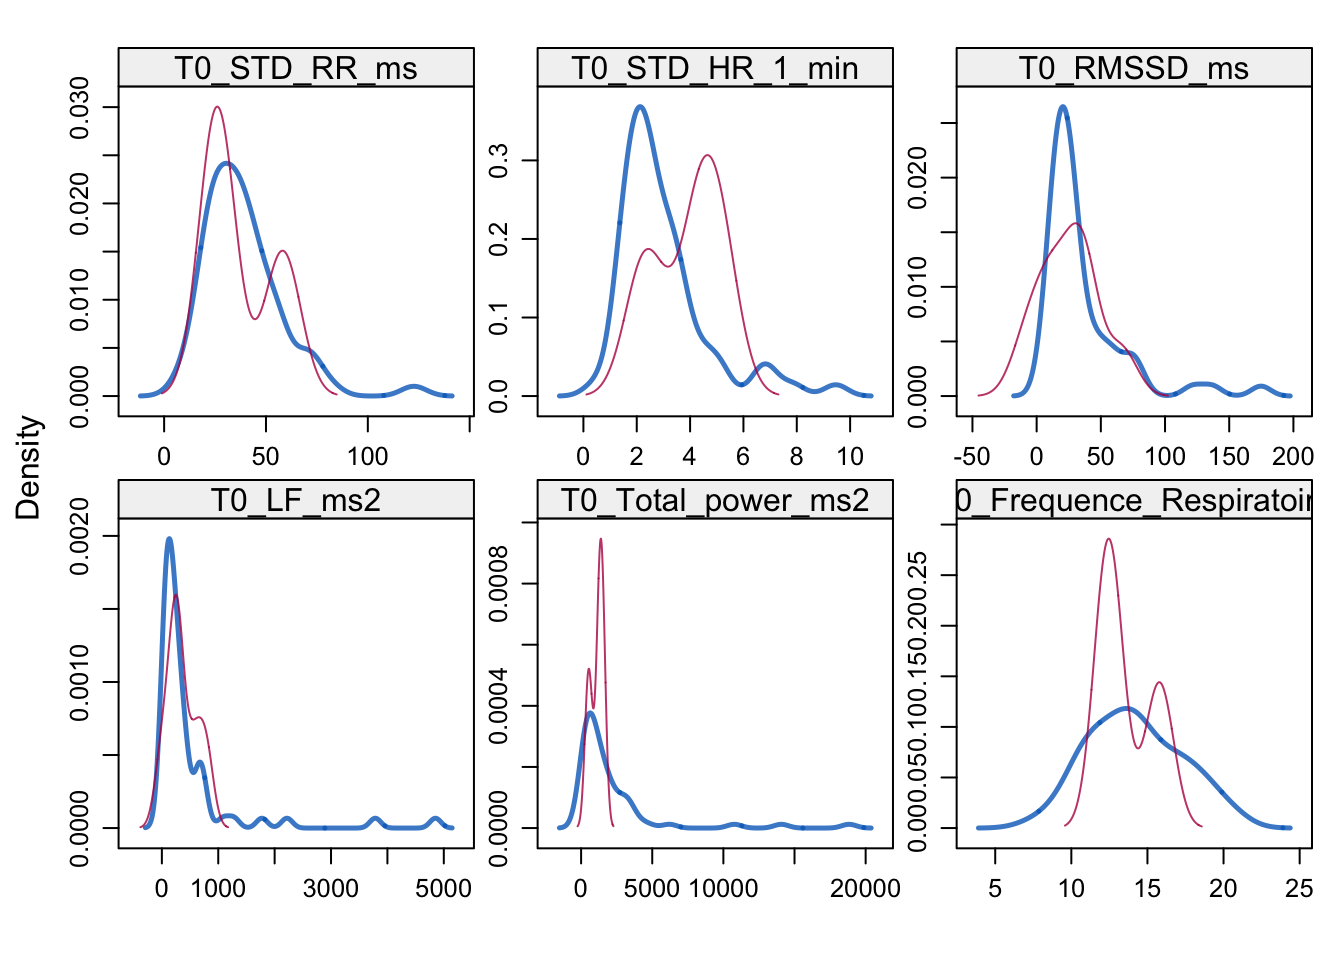 T0_STD_RR_ms
T0_STD_HR_1_min
T0_RMSSD_ms
0.000 0.010 0.020 0.030
0.0 0.1 0.2 0.3
0.000 0.010 0.020
0 50 100
0 2 4 6 8 10
-50 0 50 100 150 200
Density
T0_LF_ms2
T0_Total_power_ms2
0_Frequence_Respiratoir
0.0000 0.0010 0.0020
0.0000 0.0004 0.0008
0.000.050.100.150.200.25
0 1000 3000 5000
0 5000 10000 20000
5 10 15 20 25